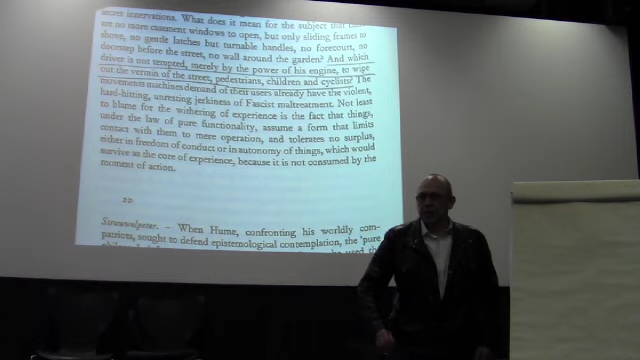 secret innervations. What does it mean for the subject that there
are no more casement windows to open, but only sliding frames to
shove, no gentle latches but turnable handles, no forecourt, no
doorstep before the street, no wall around the garden? And which
driver is not tempted, merely by the power of his engine, to wipe
out the vermin of the street, pedestrians, children and cyclists? The
movements machines demand of their users already have the violent,
hard-hitting, unresting jerkiness of Fascist maltreatment. Not least
to blame for the withering of experience is the fact that things,
under the law of pure functionality, assume a form that limits
contact with them to mere operation, and tolerates no surplus,
either in freedom of conduct or in autonomy of things, which would
survive as the core of experience, because it is not consumed by the
moment of action.
20
Struwwelpeter. – When Hume, confronting his worldly com-
patriots, sought to defend epistemological contemplation, the 'pure